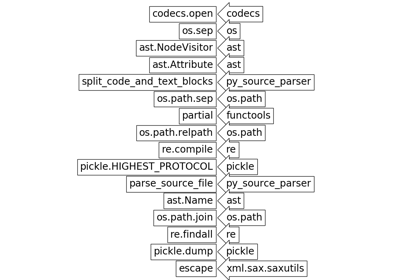 codecs.open codecs
os.sep os
ast.NodeVisitor ast
ast.Attribute ast
split_code_and_text_blocks py_source_parser
os.path.sep os.path
partial functools
os.path.relpath os.path
re.compile re
pickle.HIGHEST_PROTOCOL pickle
parse_source_file py_source_parser
ast.Name ast
os.path.join os.path
re.findall re
pickle.dump pickle
escape xml.sax.saxutils